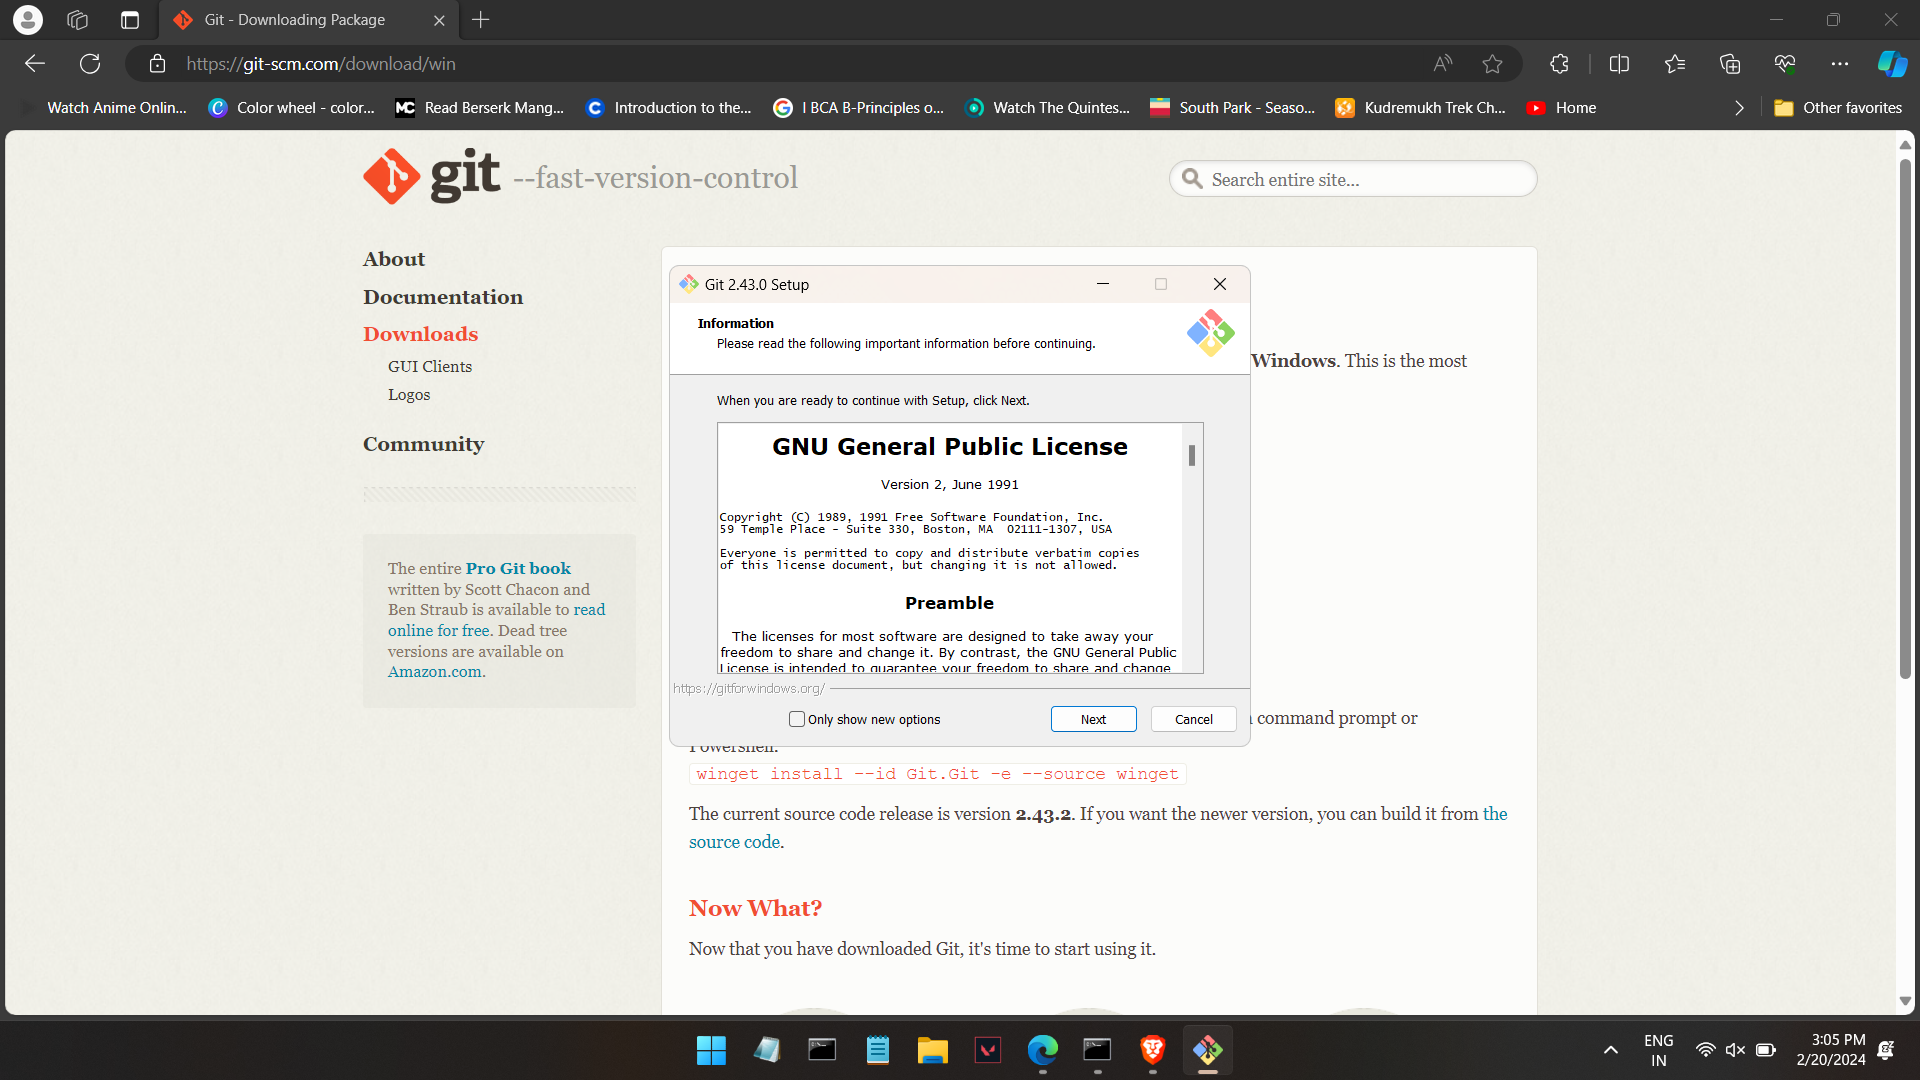 Git - Downloading Package
https://git-scm.com/download/win
Watch Anime Onlin...
Color wheel - color...
Read Berserk Mang...
Introduction to the...
I BCA B-Principles o...
Watch The Quintes...
South Park - Seaso...
Kudremukh Trek Ch...
Home
Other favorites
git --fast-version-control
Search entire site...
About
Documentation
Downloads
GUI Clients
Logos
Community
The entire Pro Git book
written by Scott Chacon and
Ben Straub is available to read
online for free. Dead tree
versions are available on
Amazon.com.
Git 2.43.0 Setup
Information
Please read the following important information before continuing.
When you are ready to continue with Setup, click Next.
GNU General Public License
Version 2, June 1991
Copyright (C) 1989, 1991 Free Software Foundation, Inc.
59 Temple Place - Suite 330, Boston, MA  02111-1307, USA
Everyone is permitted to copy and distribute verbatim copies
of this license document, but changing it is not allowed.
Preamble
The licenses for most software are designed to take away your
freedom to share and change it. By contrast, the GNU General Public
License is intended to guarantee your freedom to share and change
https://gitforwindows.org/
Only show new options
Next
Cancel
Windows. This is the most
command prompt or
Powershell.
winget install --id Git.Git -e --source winget
The current source code release is version 2.43.2. If you want the newer version, you can build it from the
source code.
Now What?
Now that you have downloaded Git, it's time to start using it.
ENG
IN
3:05 PM
2/20/2024